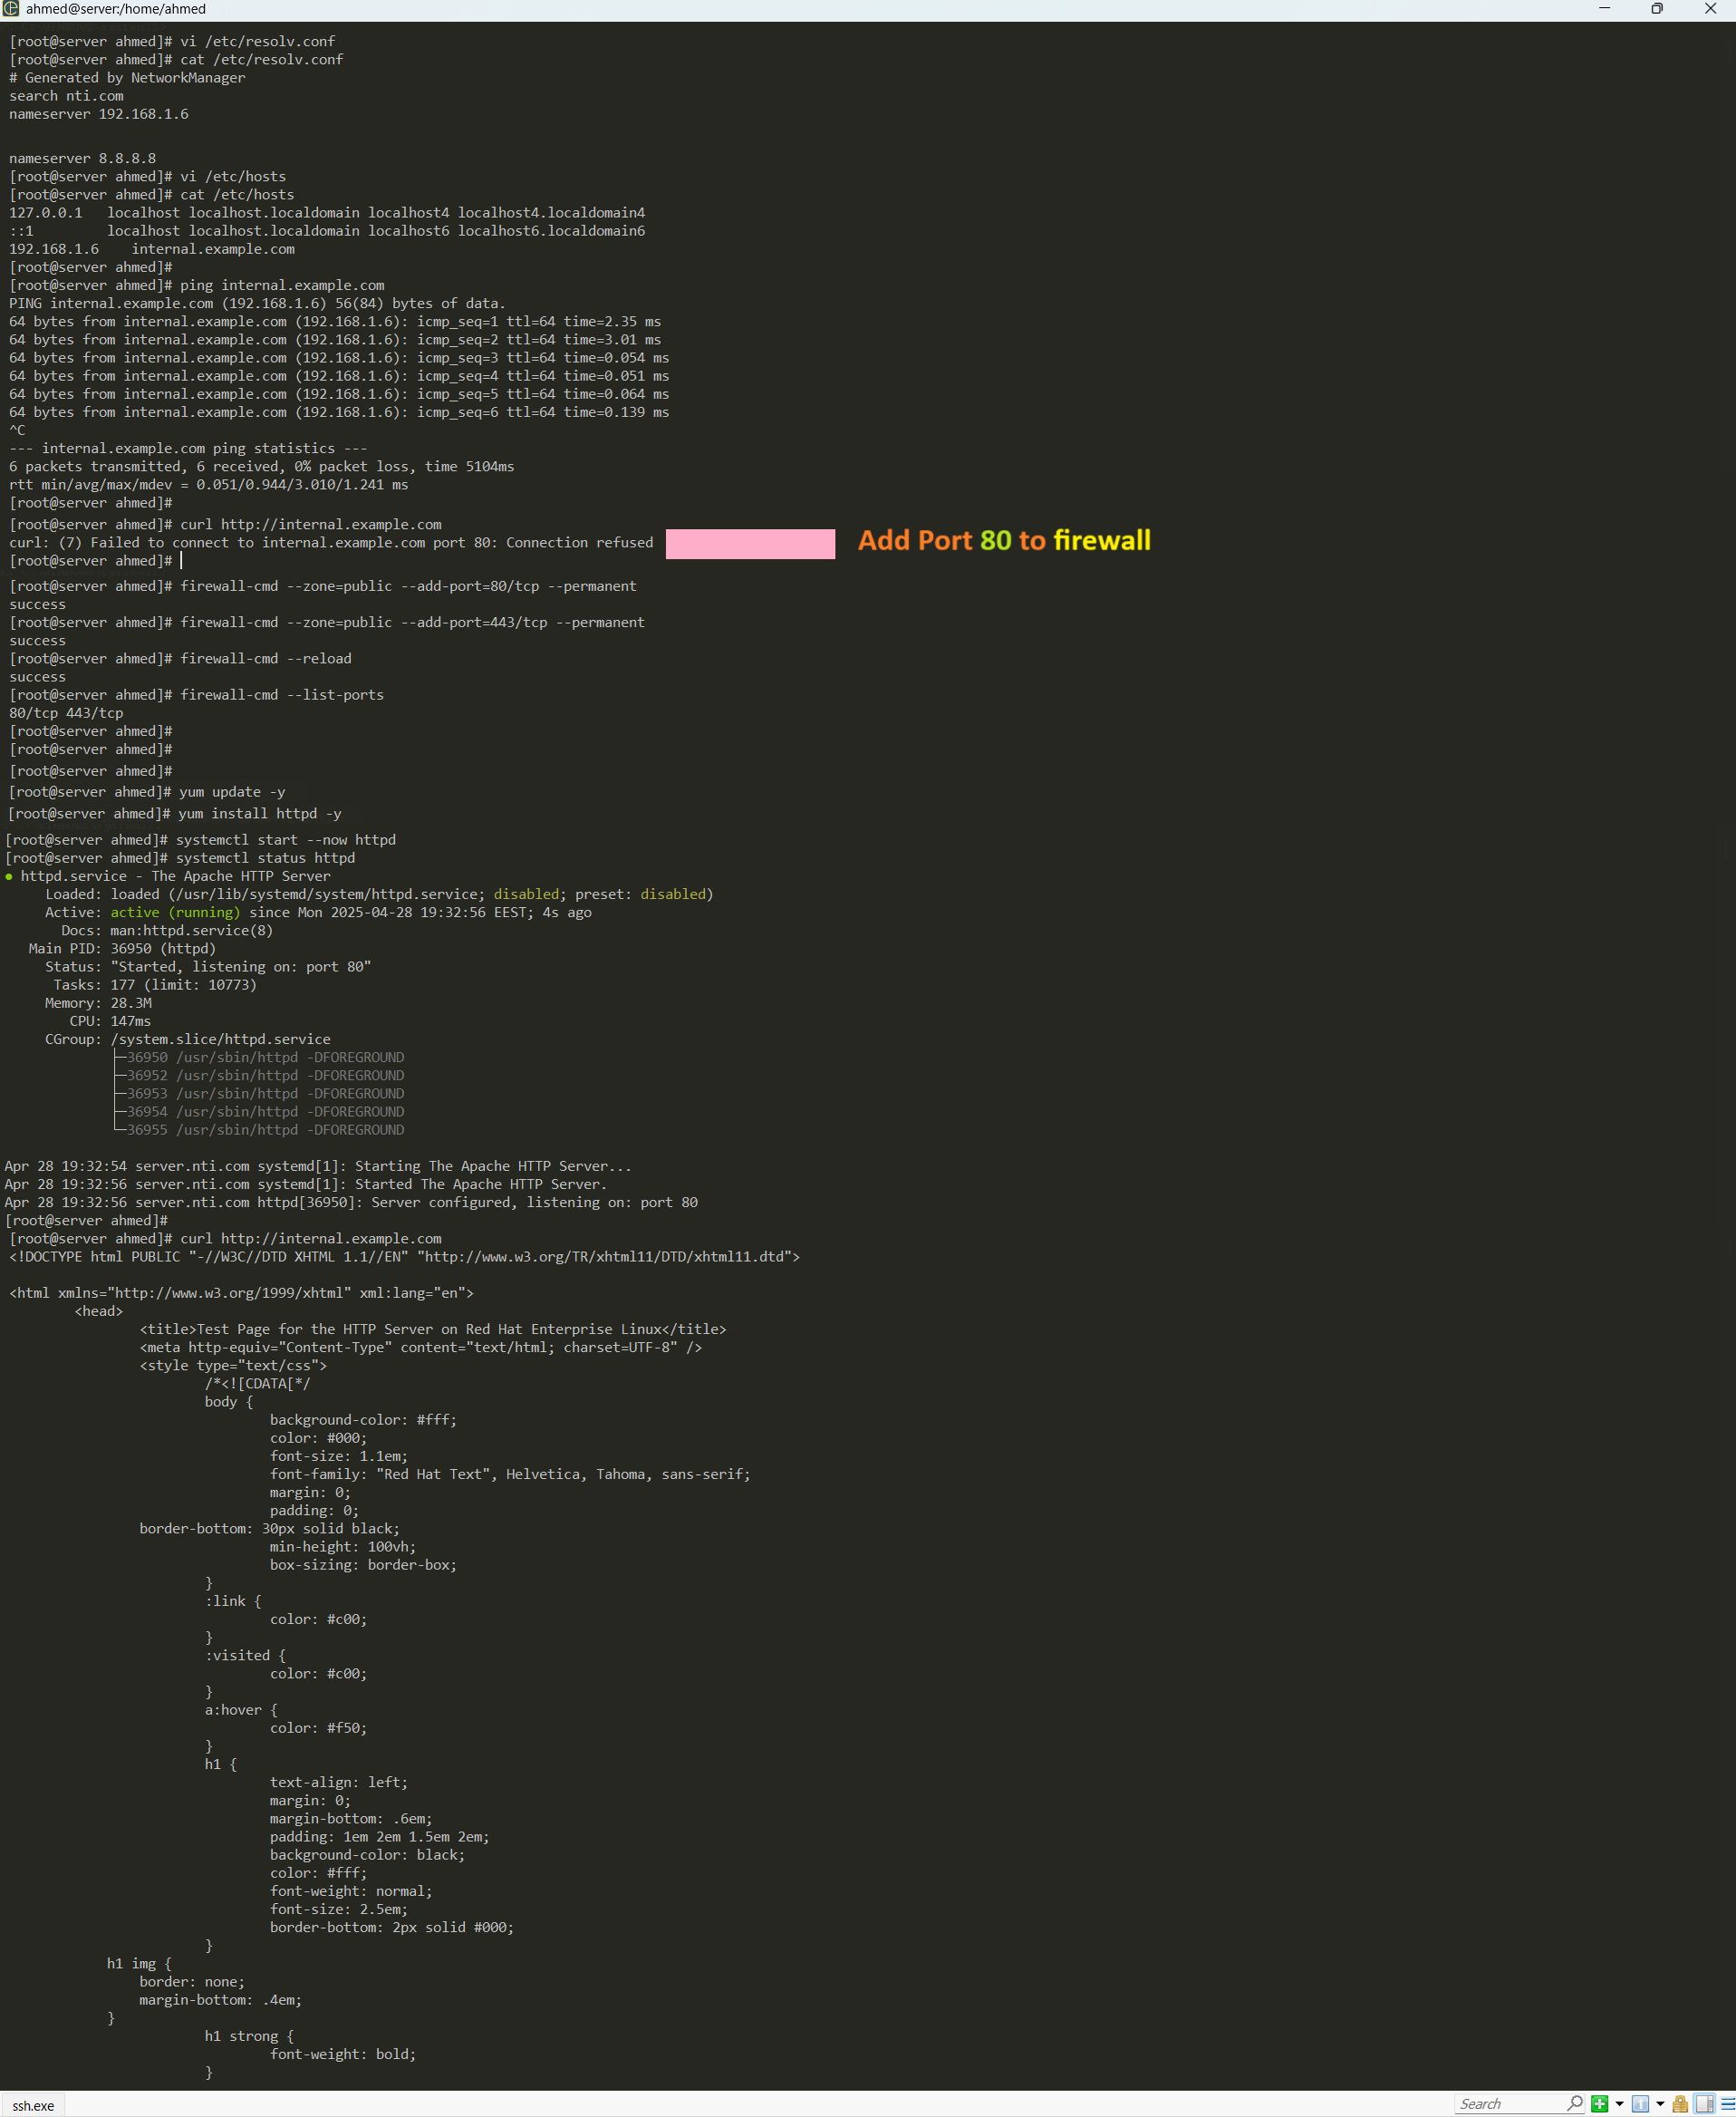 ahmed@server:/home/ahmed
[root@server ahmed]# vi /etc/resolv.conf
[root@server ahmed]# cat /etc/resolv.conf
# Generated by NetworkManager
search nti.com
nameserver 192.168.1.6
nameserver 8.8.8.8
[root@server ahmed]# vi /etc/hosts
[root@server ahmed]# cat /etc/hosts
127.0.0.1   localhost localhost.localdomain localhost4 localhost4.localdomain4
::1         localhost localhost.localdomain localhost6 localhost6.localdomain6
192.168.1.6    internal.example.com
[root@server ahmed]#
[root@server ahmed]# ping internal.example.com
PING internal.example.com (192.168.1.6) 56(84) bytes of data.
64 bytes from internal.example.com (192.168.1.6): icmp_seq=1 ttl=64 time=2.35 ms
64 bytes from internal.example.com (192.168.1.6): icmp_seq=2 ttl=64 time=3.01 ms
64 bytes from internal.example.com (192.168.1.6): icmp_seq=3 ttl=64 time=0.054 ms
64 bytes from internal.example.com (192.168.1.6): icmp_seq=4 ttl=64 time=0.051 ms
64 bytes from internal.example.com (192.168.1.6): icmp_seq=5 ttl=64 time=0.064 ms
64 bytes from internal.example.com (192.168.1.6): icmp_seq=6 ttl=64 time=0.139 ms
^C
--- internal.example.com ping statistics ---
6 packets transmitted, 6 received, 0% packet loss, time 5104ms
rtt min/avg/max/mdev = 0.051/0.944/3.010/1.241 ms
[root@server ahmed]#
[root@server ahmed]# curl http://internal.example.com
curl: (7) Failed to connect to internal.example.com port 80: Connection refused
Add Port 80 to firewall
[root@server ahmed]#
[root@server ahmed]# firewall-cmd --zone=public --add-port=80/tcp --permanent
success
[root@server ahmed]# firewall-cmd --zone=public --add-port=443/tcp --permanent
success
[root@server ahmed]# firewall-cmd --reload
success
[root@server ahmed]# firewall-cmd --list-ports
80/tcp 443/tcp
[root@server ahmed]#
[root@server ahmed]#
[root@server ahmed]#
[root@server ahmed]# yum update -y
[root@server ahmed]# yum install httpd -y
[root@server ahmed]# systemctl start --now httpd
[root@server ahmed]# systemctl status httpd
● httpd.service - The Apache HTTP Server
     Loaded: loaded (/usr/lib/systemd/system/httpd.service; disabled; preset: disabled)
     Active: active (running) since Mon 2025-04-28 19:32:56 EEST; 4s ago
       Docs: man:httpd.service(8)
   Main PID: 36950 (httpd)
     Status: "Started, listening on: port 80"
      Tasks: 177 (limit: 10773)
     Memory: 28.3M
        CPU: 147ms
     CGroup: /system.slice/httpd.service
             ├─36950 /usr/sbin/httpd -DFOREGROUND
             ├─36952 /usr/sbin/httpd -DFOREGROUND
             ├─36953 /usr/sbin/httpd -DFOREGROUND
             ├─36954 /usr/sbin/httpd -DFOREGROUND
             └─36955 /usr/sbin/httpd -DFOREGROUND
Apr 28 19:32:54 server.nti.com systemd[1]: Starting The Apache HTTP Server...
Apr 28 19:32:56 server.nti.com systemd[1]: Started The Apache HTTP Server.
Apr 28 19:32:56 server.nti.com httpd[36950]: Server configured, listening on: port 80
[root@server ahmed]#
[root@server ahmed]# curl http://internal.example.com
<!DOCTYPE html PUBLIC "-//W3C//DTD XHTML 1.1//EN" "http://www.w3.org/TR/xhtml11/DTD/xhtml11.dtd">
<html xmlns="http://www.w3.org/1999/xhtml" xml:lang="en">
        <head>
                <title>Test Page for the HTTP Server on Red Hat Enterprise Linux</title>
                <meta http-equiv="Content-Type" content="text/html; charset=UTF-8" />
                <style type="text/css">
                        /*<![CDATA[*/
                        body {
                                background-color: #fff;
                                color: #000;
                                font-size: 1.1em;
                                font-family: "Red Hat Text", Helvetica, Tahoma, sans-serif;
                                margin: 0;
                                padding: 0;
                border-bottom: 30px solid black;
                                min-height: 100vh;
                                box-sizing: border-box;
                        }
                        :link {
                                color: #c00;
                        }
                        :visited {
                                color: #c00;
                        }
                        a:hover {
                                color: #f50;
                        }
                        h1 {
                                text-align: left;
                                margin: 0;
                                margin-bottom: .6em;
                                padding: 1em 2em 1.5em 2em;
                                background-color: black;
                                color: #fff;
                                font-weight: normal;
                                font-size: 2.5em;
                                border-bottom: 2px solid #000;
                        }
            h1 img {
                border: none;
                margin-bottom: .4em;
            }
                        h1 strong {
                                font-weight: bold;
                        }
ssh.exe
Search